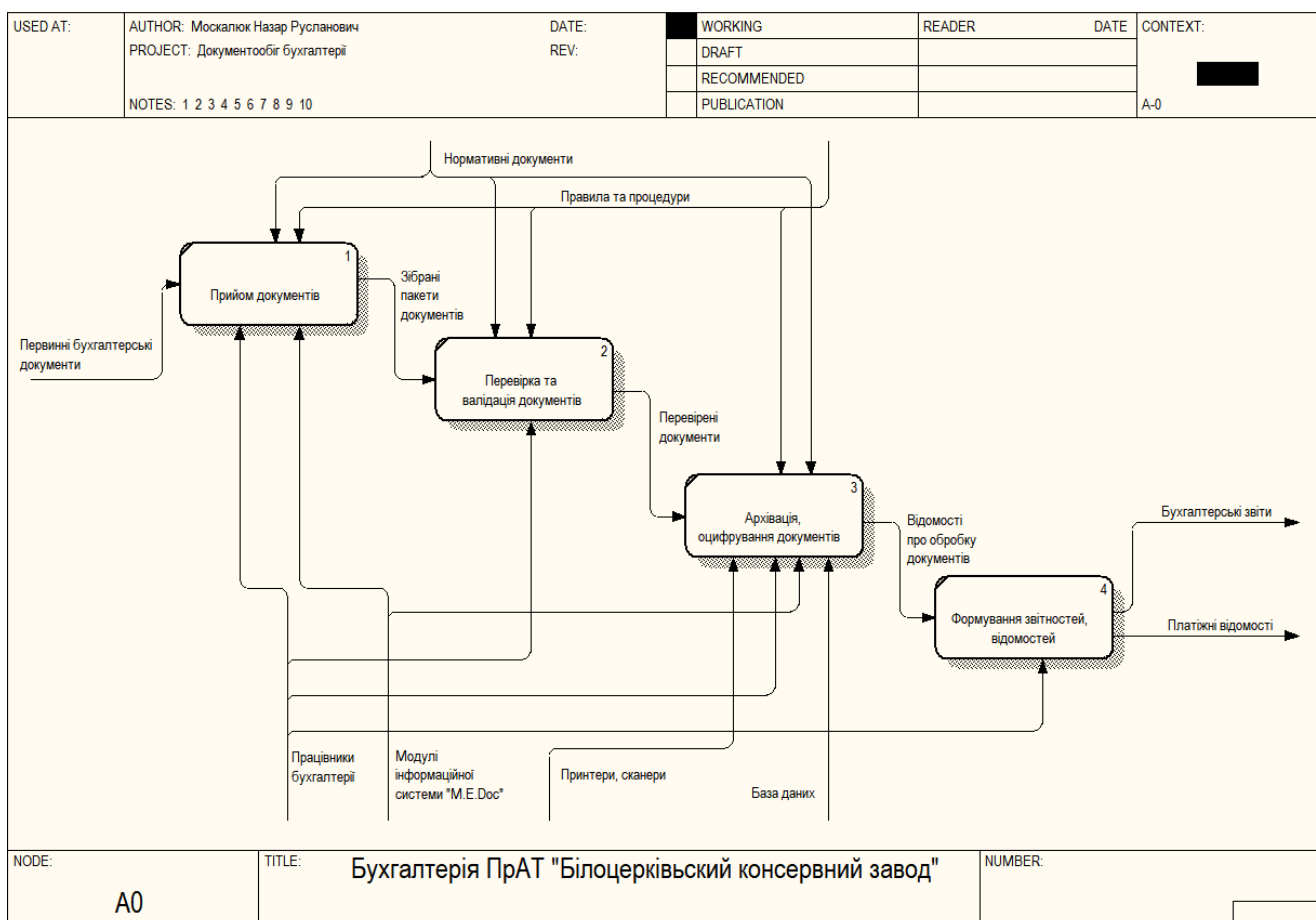 USED AT:
AUTHOR: Москалюк Назар Русланович
DATE:
PROJECT: Документообіг бухгалтерії
REV:
NOTES: 1 2 3 4 5 6 7 8 9 10
WORKING
DRAFT
RECOMMENDED
PUBLICATION
READER
DATE
CONTEXT:
A-0
Нормативні документи
Правила та процедури
1
Прийом документів
Зібрані
пакети
документів
Первинні бухгалтерські
документи
2
Перевірка та
валідація документів
Перевірені
документи
3
Архівація,
оцифрування документів
Відомості
про обробку
документів
Бухгалтерські звіти
4
Формування звітностей,
відомостей
Платіжні відомості
Працівники
бухгалтерії
Модулі
інформаційної
системи "M.E.Doc"
Принтери, сканери
База даних
NODE:
A0
TITLE:
Бухгалтерія ПрАТ "Білоцерківьский консервний завод"
NUMBER: